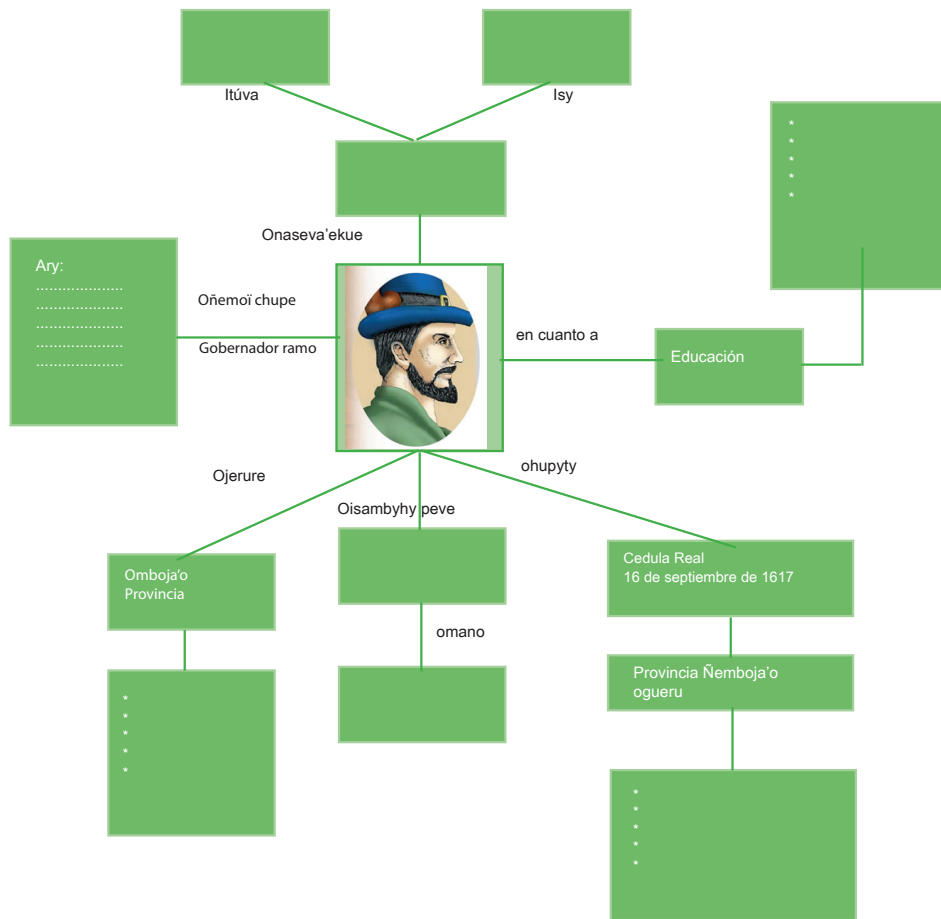 Itúva
Isy
*
*
*
*
*
Onaseva’ekue
Ary:
....................
....................
....................
....................
....................
Oñemoï chupe
Gobernador ramo
en cuanto a
Educación
Ojerure
ohupyty
Oisambyhy peve
Omboja’o
Provincia
Cedula Real
16 de septiembre de 1617
omano
Provincia Ñemboja’o
ogueru
*
*
*
*
*
*
*
*
*
*